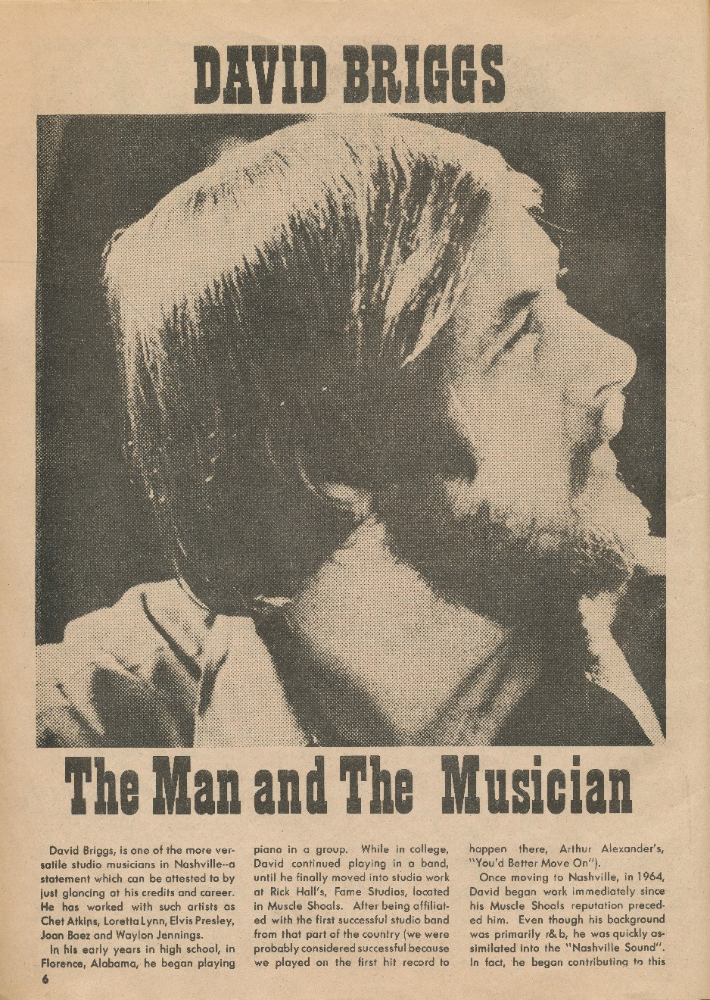 DAVID BRIGGS
The Man and The Musician
David Briggs, is one of the more ver-
satile studio musicians in Nashville--a
statement which can be attested to by
just glancing at his credits and career.
He has worked with such artists as
Chet Atkins, Loretta Lynn, Elvis Presley,
Joan Baez and Waylon Jennings.
In his early years in high school, in
Florence, Alabama, he began playing
piano in a group. While in college,
David continued playing in a band,
until he finally moved into studio work
at Rick Hall's, Fame Studios, located
in Muscle Shoals. After being affiliat-
ed with the first successful studio band
from that part of the country (we were
probably considered successful because
we played on the first hit record to
happen there, Arthur Alexander's,
"You'd Better Move On").
Once moving to Nashville, in 1964,
David began work immediately since
his Muscle Shoals reputation preced-
ed him. Even though his background
was primarily r&b, he was quickly as-
similated into the "Nashville Sound".
In fact, he began contributing to this
6